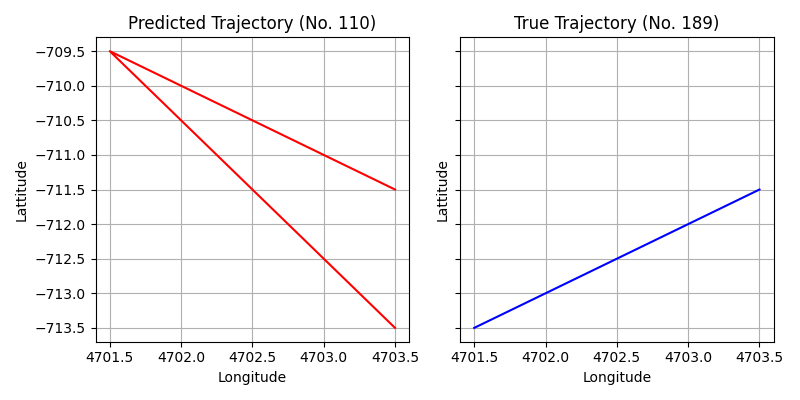 Predicted Trajectory (No. 110)
Lattitude
−709.5
−710.0
−710.5
−711.0
−711.5
−712.0
−712.5
−713.0
−713.5
4701.5 4702.0 4702.5 4703.0 4703.5
Longitude
True Trajectory (No. 189)
Lattitude
4701.5 4702.0 4702.5 4703.0 4703.5
Longitude